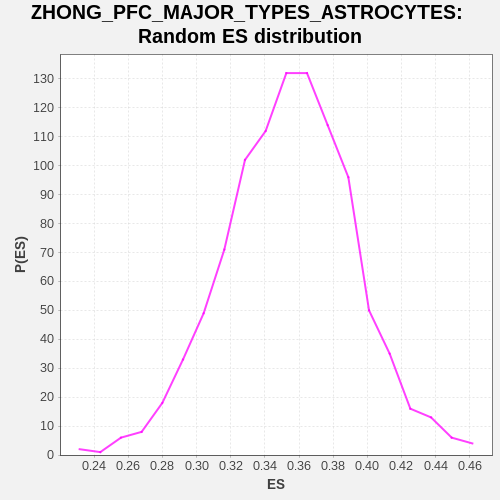 ZHONG_PFC_MAJOR_TYPES_ASTROCYTES:
Random ES distribution
P(ES)
130
120
110
100
90
80
70
60
50
40
30
20
10
0
0.24 0.26 0.28 0.30 0.32 0.34 0.36 0.38 0.40 0.42 0.44 0.46
ES